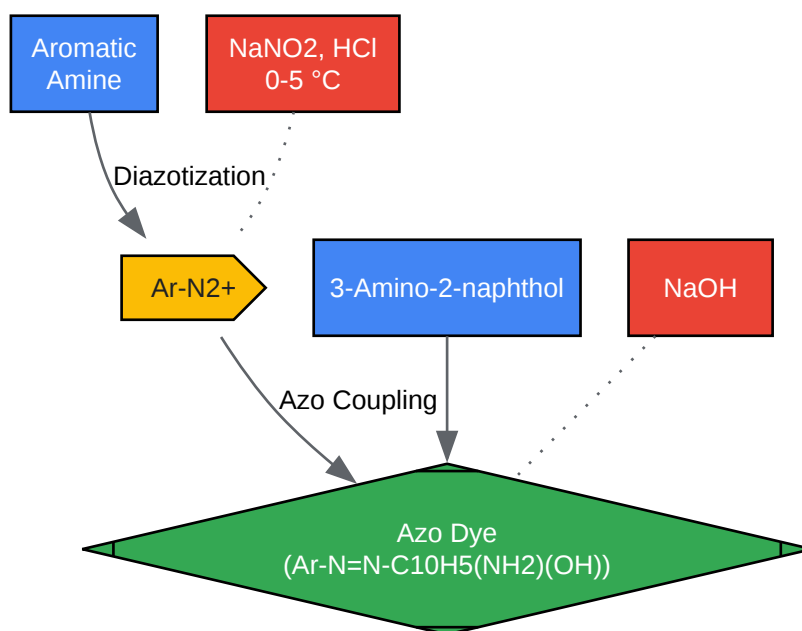 Aromatic
Amine
NaNO2, HCl
0-5 °C
Diazotization
Ar-N2+
3-Amino-2-naphthol
NaOH
Azo Coupling
Azo Dye
(Ar-N=N-C10H5(NH2)(OH))